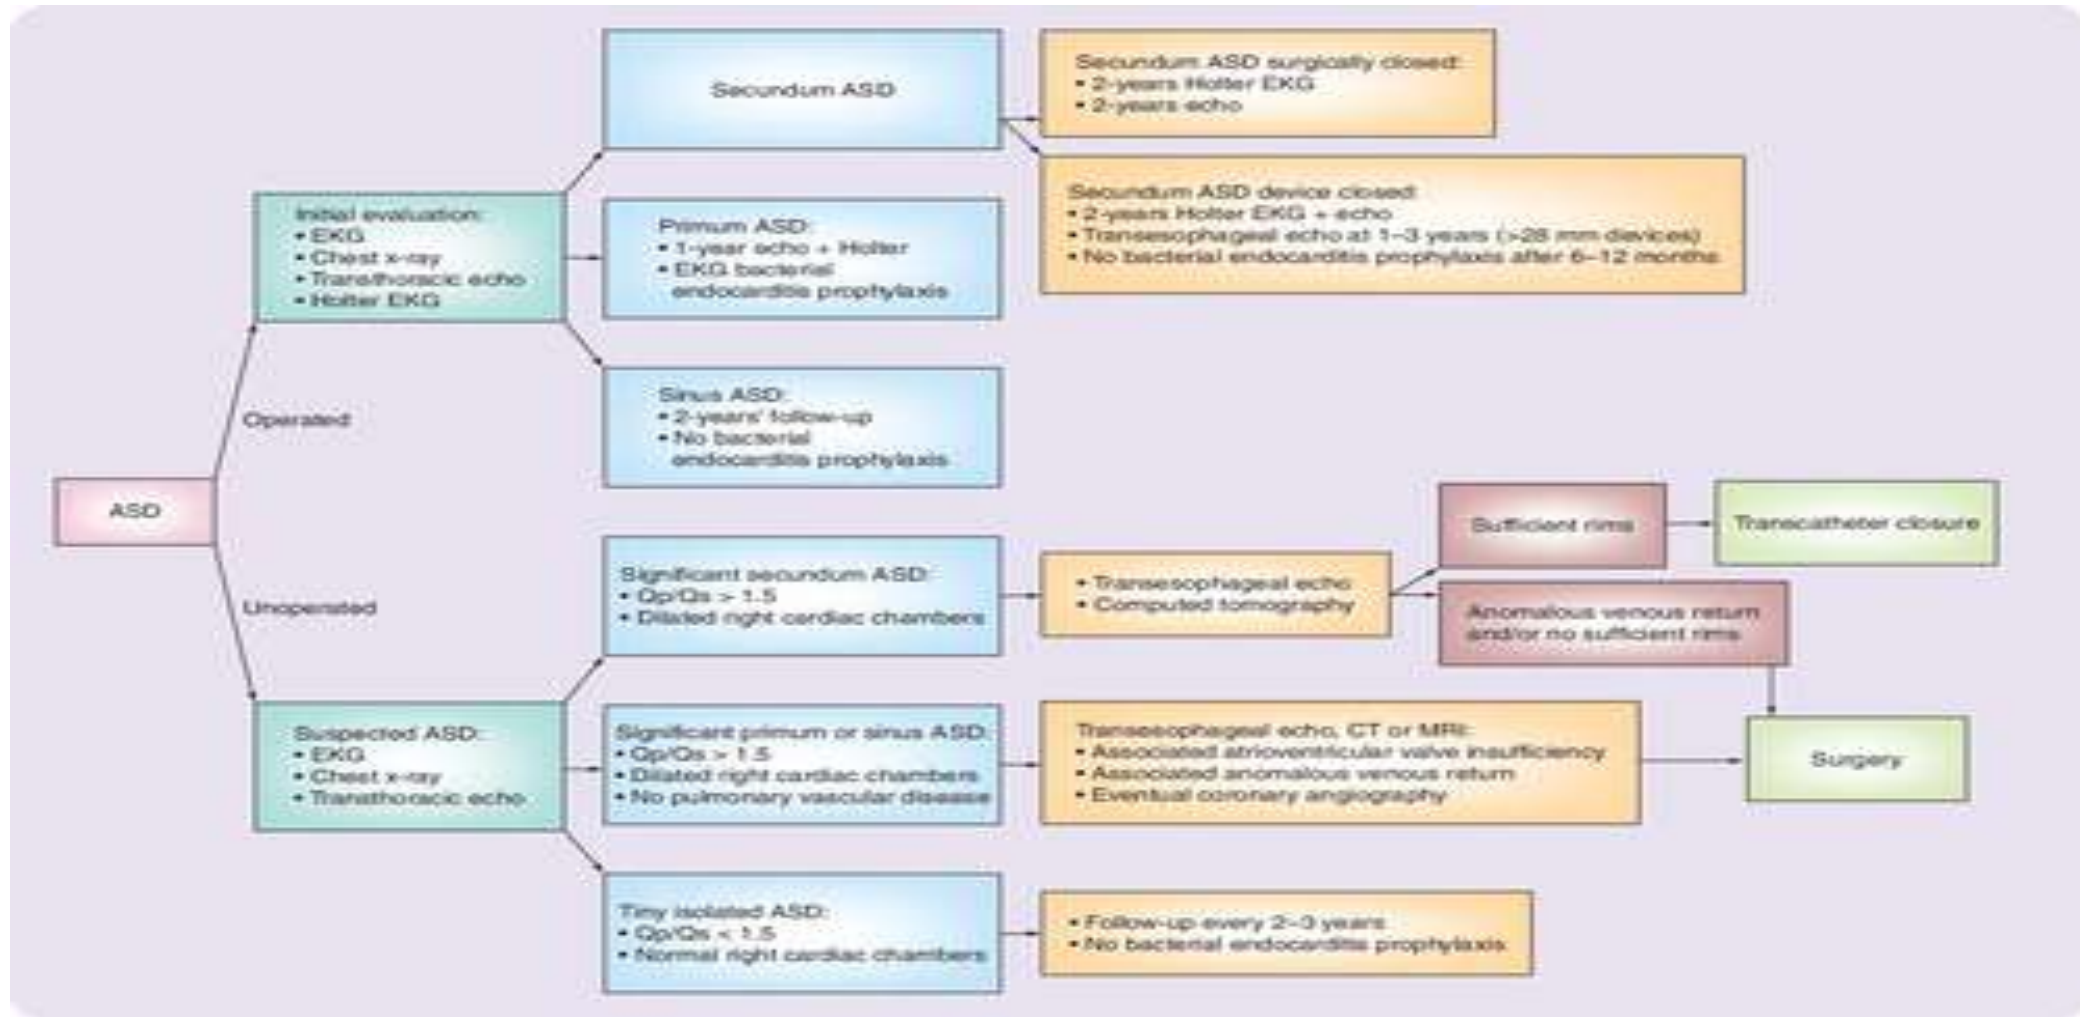 ASD
Operated
Unoperated
Initial evaluation:
• EKG
• Chest x-ray
• Transthoracic echo
• Holter EKG
Secundum ASD
Secundum ASD surgically closed:
• 2-years Holter EKG
• 2-years echo
Secundum ASD device closed:
• 2-years Holter EKG + echo
• Transesophageal echo at 1–3 years (>28 mm devices)
• No bacterial endocarditis prophylaxis after 6–12 months
Primum ASD:
• 1-year echo + Holter
• EKG bacterial
endocarditis prophylaxis
Sinus ASD:
• 2-years' follow-up
• No bacterial
endocarditis prophylaxis
Suspected ASD:
• EKG
• Chest x-ray
• Transthoracic echo
Significant secundum ASD:
• Qp/Qs > 1.5
• Dilated right cardiac chambers
• Transesophageal echo
• Computed tomography
Sufficient rims
Transcatheter closure
Anomalous venous return
and/or no sufficient rims
Significant primum or sinus ASD:
• Qp/Qs > 1.5
• Dilated right cardiac chambers
• No pulmonary vascular disease
Transesophageal echo, CT or MRI:
• Associated atrioventricular valve insufficiency
• Associated anomalous venous return
• Eventual coronary angiography
Surgery
Tiny isolated ASD:
• Qp/Qs < 1.5
• Normal right cardiac chambers
• Follow-up every 2–3 years
• No bacterial endocarditis prophylaxis